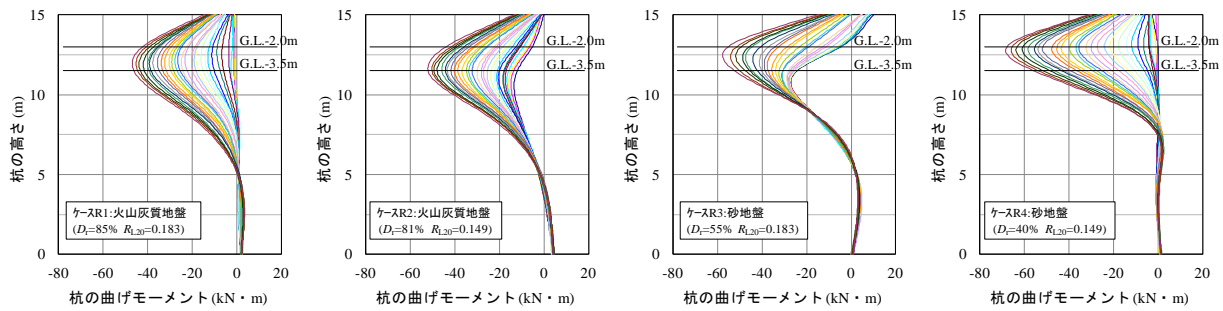 15
10
5
0
杭の高さ(m)
G.L.-2.0m
G.L.-3.5m
ケースR1:火山灰質地盤
(Dr=85% RL20=0.183)
-80 -60 -40 -20 0 20
杭の曲げモーメント(kN・m)
15
10
5
0
杭の高さ(m)
G.L.-2.0m
G.L.-3.5m
ケースR2:火山灰質地盤
(Dr=81% RL20=0.149)
-80 -60 -40 -20 0 20
杭の曲げモーメント(kN・m)
15
10
5
0
杭の高さ(m)
G.L.-2.0m
G.L.-3.5m
ケースR3:砂地盤
(Dr=55% RL20=0.183)
-80 -60 -40 -20 0 20
杭の曲げモーメント(kN・m)
15
10
5
0
杭の高さ(m)
G.L.-2.0m
G.L.-3.5m
ケースR4:砂地盤
(Dr=40% RL20=0.149)
-80 -60 -40 -20 0 20
杭の曲げモーメント(kN・m)